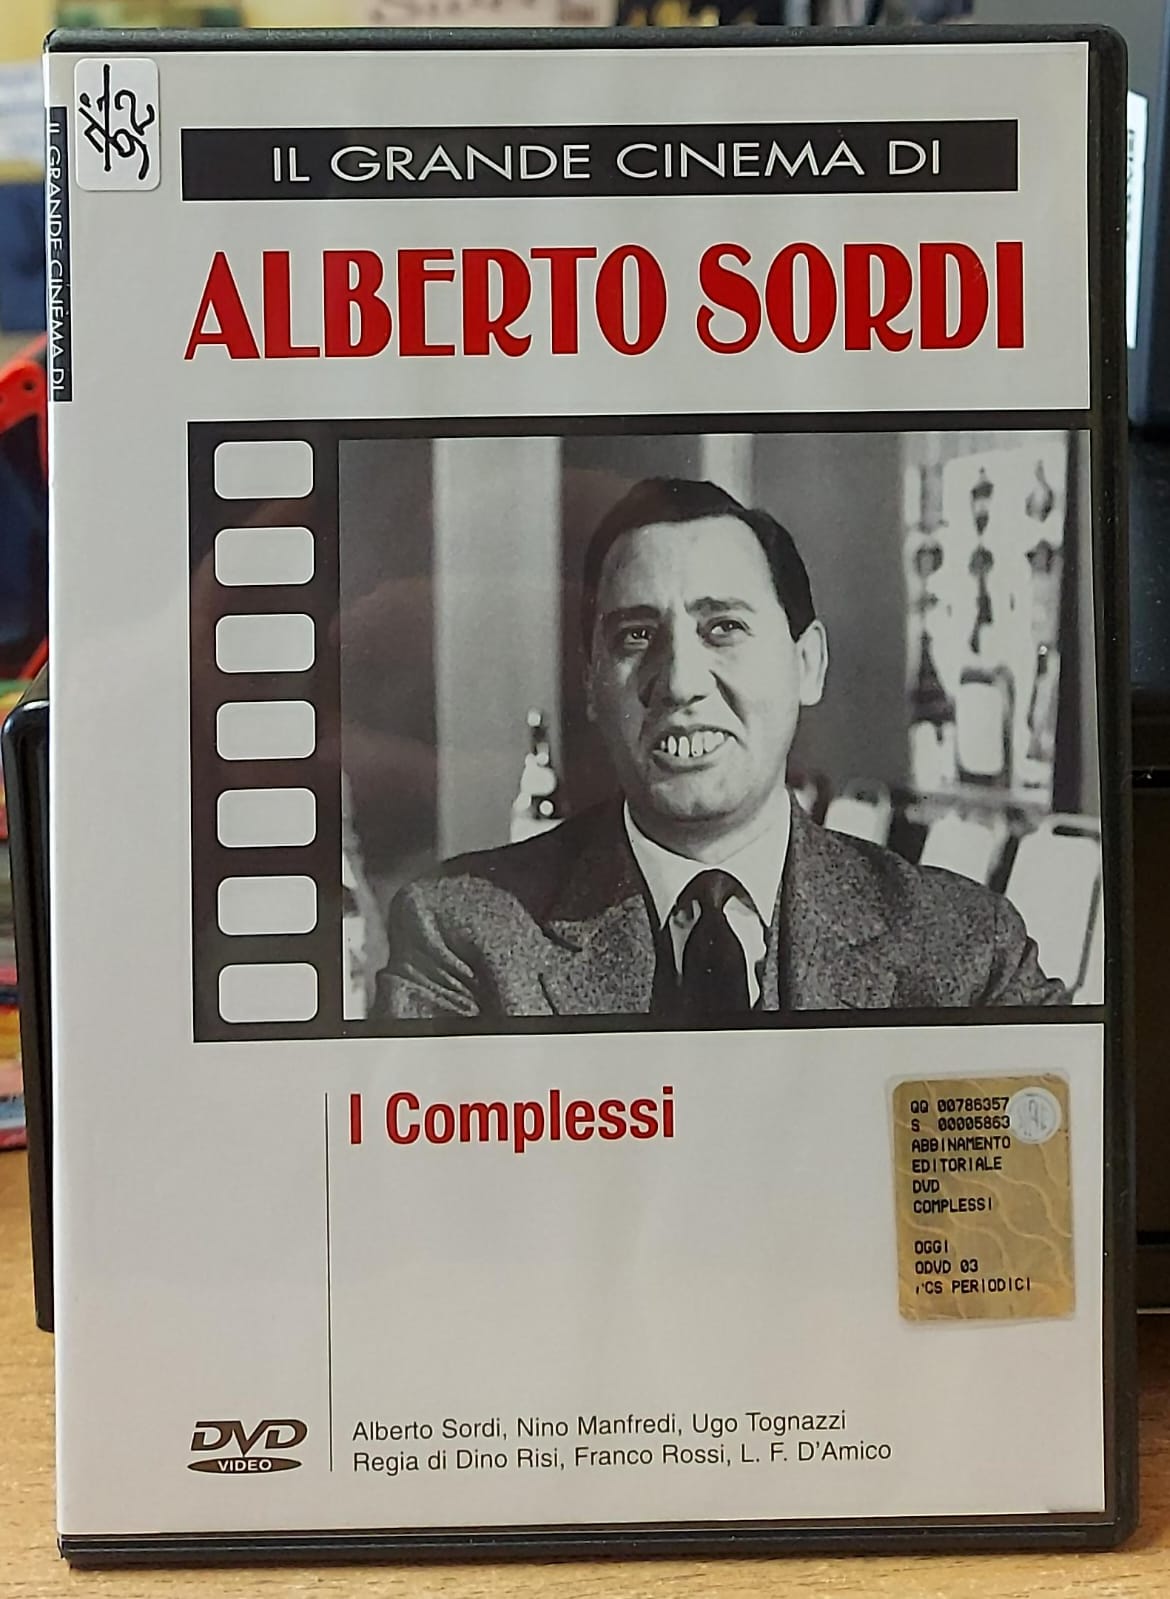 IL GRANDE CINEMA DI
IL GRANDE CINEMA DI
ALBERTO SORDI
I Complessi
QQ 00786357
S 00005863
ABBINAMENTO
EDITORIALE
DVD
COMPLESSI
OGGI
ODVD 03
PERIODICI
DVD
VIDEO
Alberto Sordi, Nino Manfredi, Ugo Tognazzi
Regia di Dino Risi, Franco Rossi, L. F. D'Amico